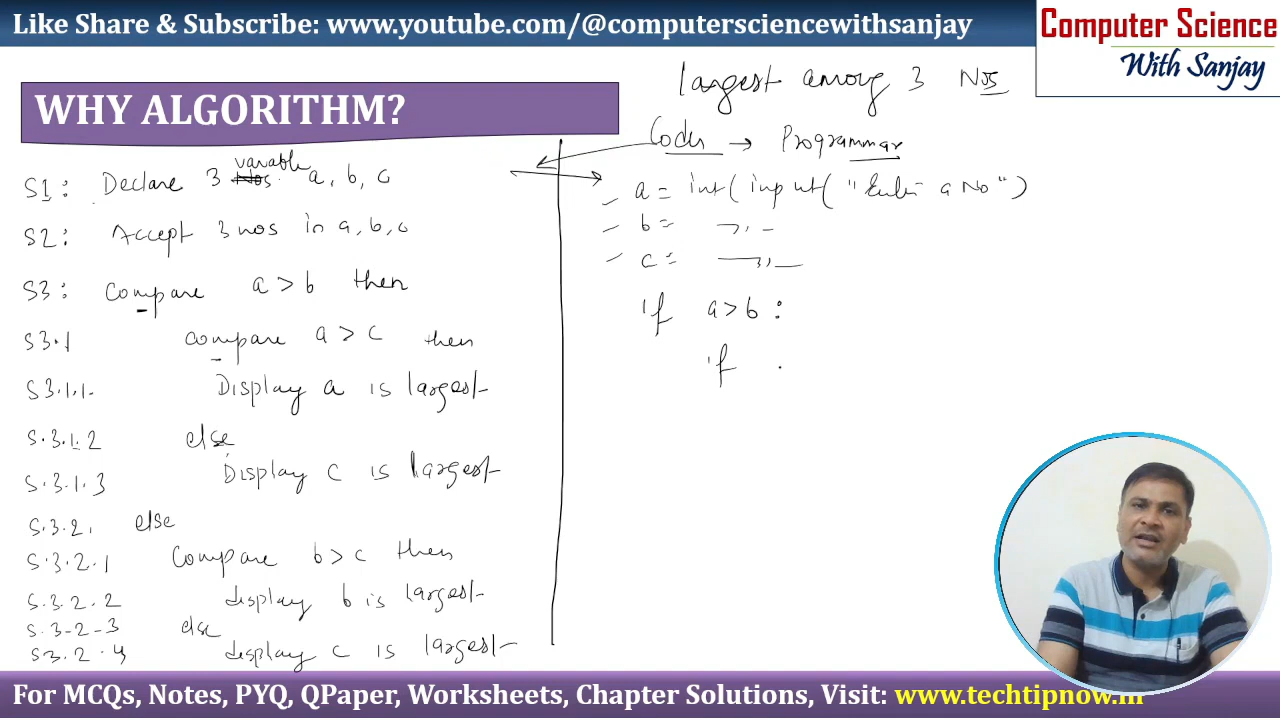 Like Share & Subscribe: www.youtube.com/@computersciencewithsanjay
Computer Science
With Sanjay
WHY ALGORITHM?
largest among 3 Nos
Coder → Programmar
S1: Declare 3 Nos variable a, b, c
S2: Accept 3 nos in a, b, c
S3: Compare a > b then
S3.1 compare a > c then
S3.1.1. Display a is largest
S.3.1.2 else
S.3.1.3 Display c is largest
S.3.2. else
S.3.2.1 Compare b > c then
S.3.2.2 display b is largest
S.3-2-3 else
S3.2.4 display c is largest
a = int(input("Enter a No")
b =
c =
if a > b :
if .
For MCQs, Notes, PYQ, QPaper, Worksheets, Chapter Solutions, Visit: www.techtipnow.in